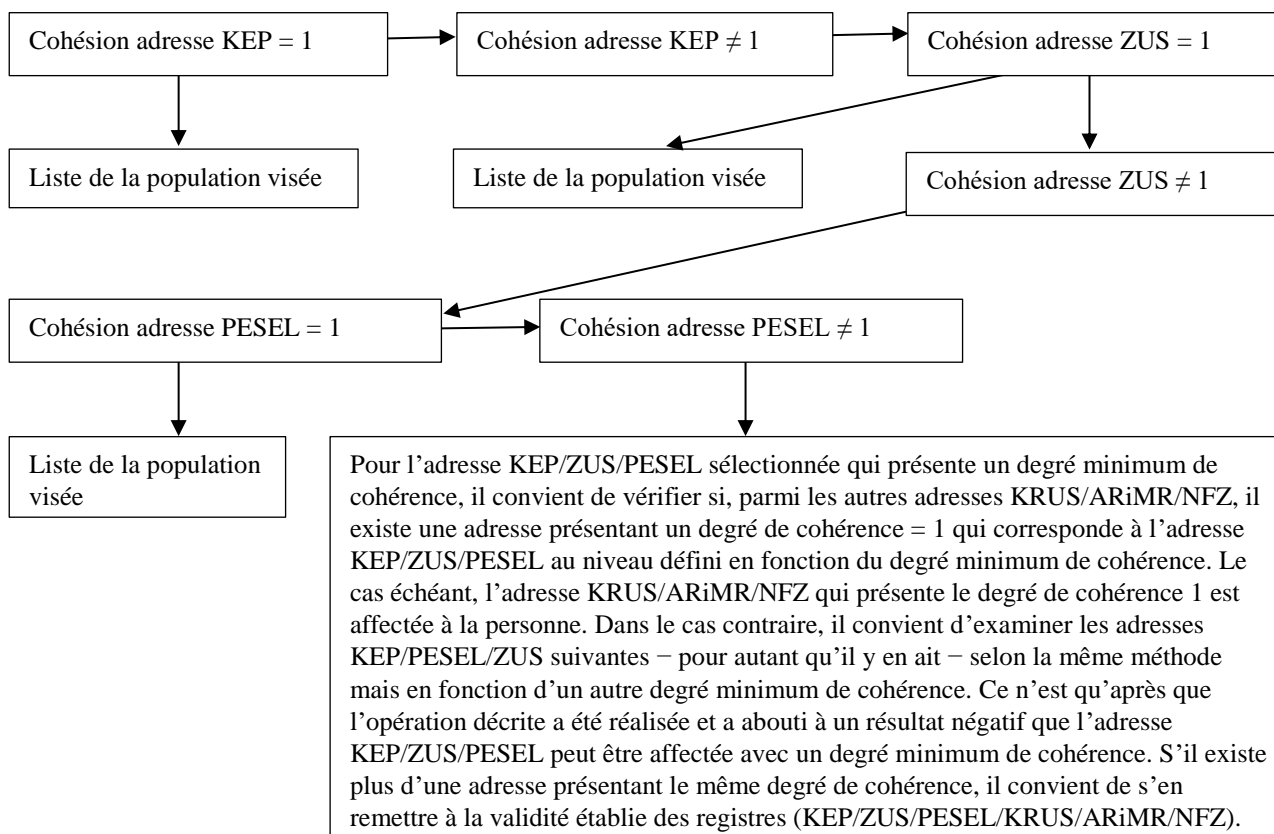 Cohésion adresse KEP = 1
Cohésion adresse KEP ≠ 1
Cohésion adresse ZUS = 1
Liste de la population visée
Liste de la population visée
Cohésion adresse ZUS ≠ 1
Cohésion adresse PESEL = 1
Cohésion adresse PESEL ≠ 1
Liste de la population
visée
Pour l’adresse KEP/ZUS/PESEL sélectionnée qui présente un degré minimum de
cohérence, il convient de vérifier si, parmi les autres adresses KRUS/ARiMR/NFZ, il
existe une adresse présentant un degré de cohérence = 1 qui corresponde à l’adresse
KEP/ZUS/PESEL au niveau défini en fonction du degré minimum de cohérence. Le
cas échéant, l’adresse KRUS/ARiMR/NFZ qui présente le degré de cohérence 1 est
affectée à la personne. Dans le cas contraire, il convient d’examiner les adresses
KEP/PESEL/ZUS suivantes − pour autant qu’il y en ait − selon la même méthode
mais en fonction d’un autre degré minimum de cohérence. Ce n’est qu’après que
l’opération décrite a été réalisée et a abouti à un résultat négatif que l’adresse
KEP/ZUS/PESEL peut être affectée avec un degré minimum de cohérence. S’il existe
plus d’une adresse présentant le même degré de cohérence, il convient de s’en
remettre à la validité établie des registres (KEP/ZUS/PESEL/KRUS/ARiMR/NFZ).